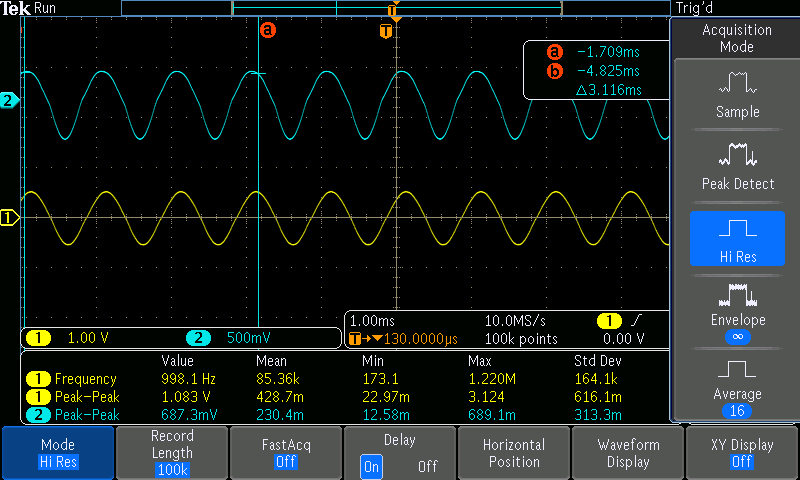 Tek Run Trig'd
T
a
T
a −1.709ms
b −4.825ms
Δ3.116ms
2
1
Acquisition
Mode
Sample
Peak Detect
Hi Res
Envelope
∞
Average
16
1 1.00 V 2 500mV
1.00ms 10.0MS/s 1
T→▼130.0000µs 100k points 0.00 V
Value Mean Min Max Std Dev
1 Frequency 998.1 Hz 85.36k 173.1 1.220M 164.1k
1 Peak–Peak 1.083 V 428.7m 22.97m 3.124 616.1m
2 Peak–Peak 687.3mV 230.4m 12.58m 689.1m 313.3m
Mode
Hi Res
Record
Length
100k
FastAcq
Off
Delay
On Off
Horizontal
Position
Waveform
Display
XY Display
Off